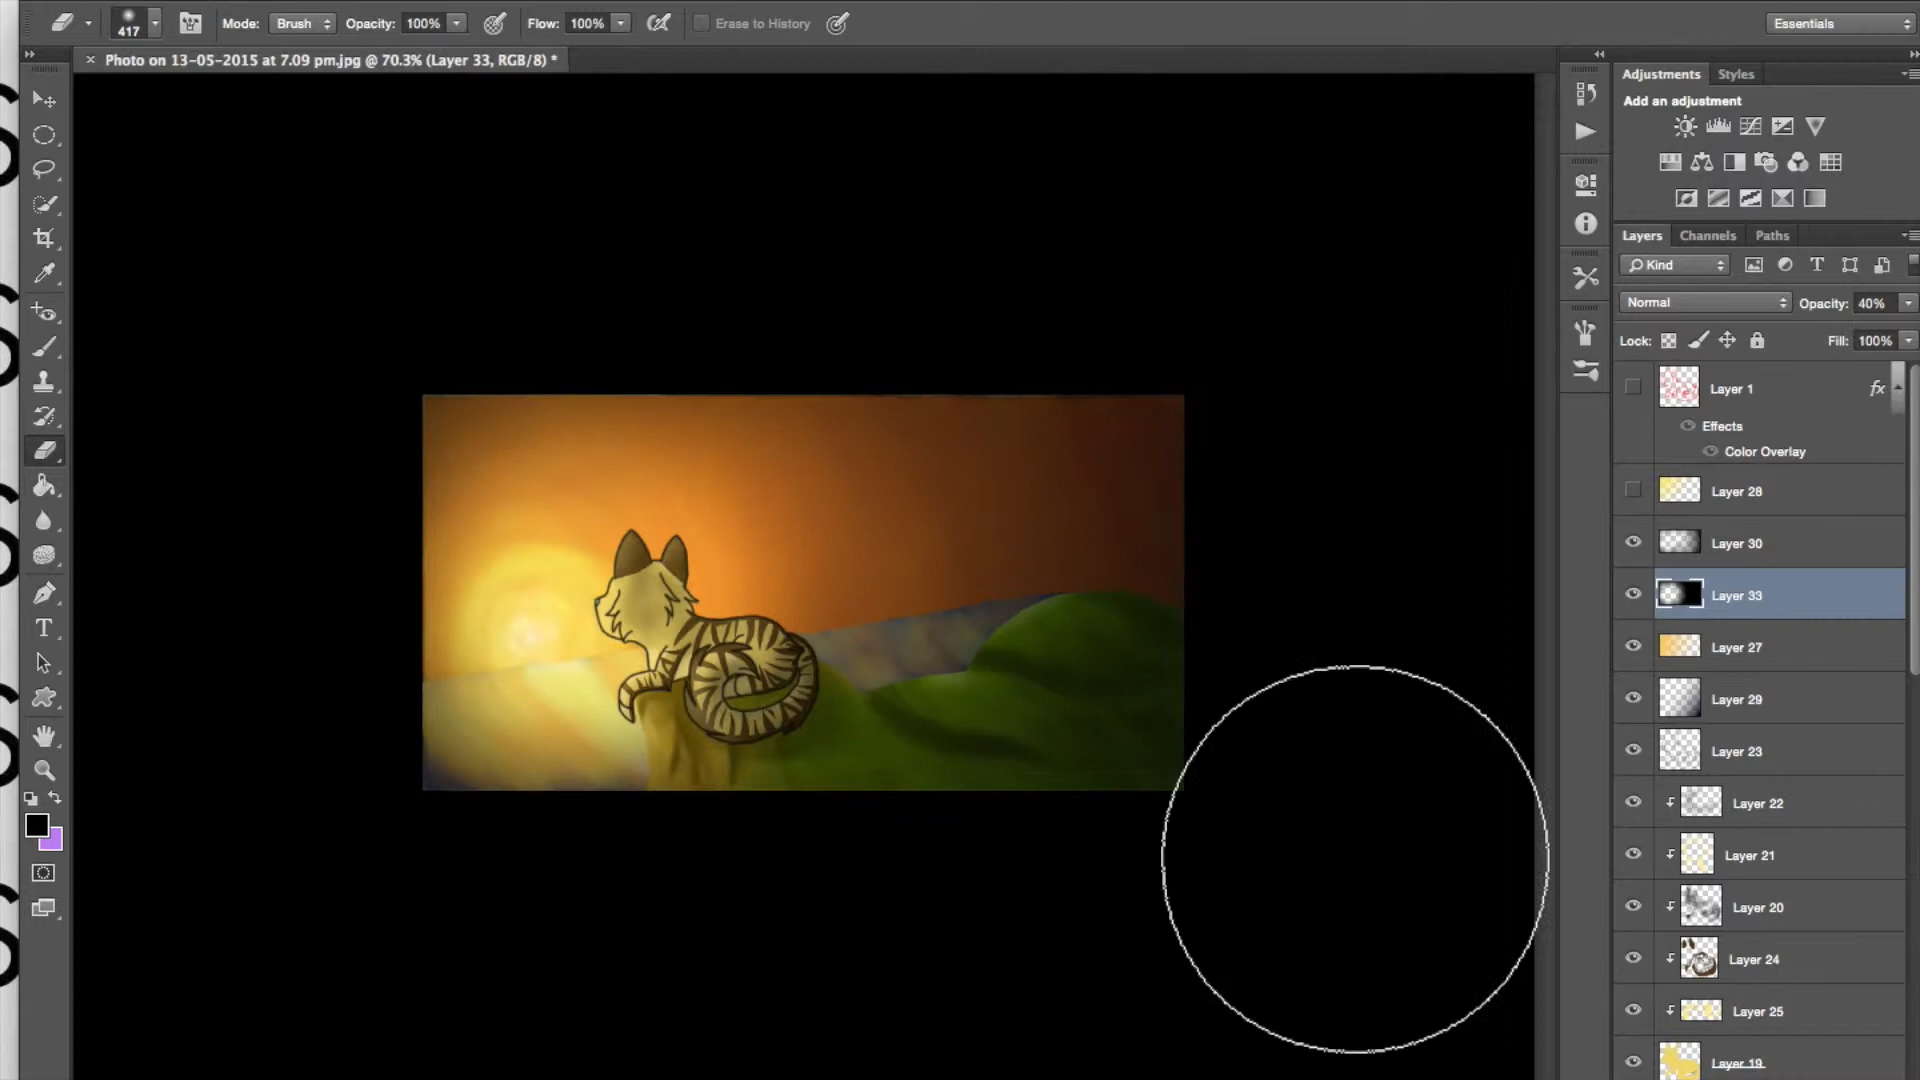 417
Mode: Brush Opacity: 100% Flow: 100% Erase to History Essentials
× Photo on 13-05-2015 at 7.09 pm.jpg @ 70.3% (Layer 33, RGB/8) *
Adjustments Styles
Add an adjustment
Layers Channels Paths
Kind
Normal Opacity: 40%
Lock: Fill: 100%
Layer 1 fx
Effects
Color Overlay
Layer 28
Layer 30
Layer 33
Layer 27
Layer 29
Layer 23
Layer 22
Layer 21
Layer 20
Layer 24
Layer 25
Layer 19